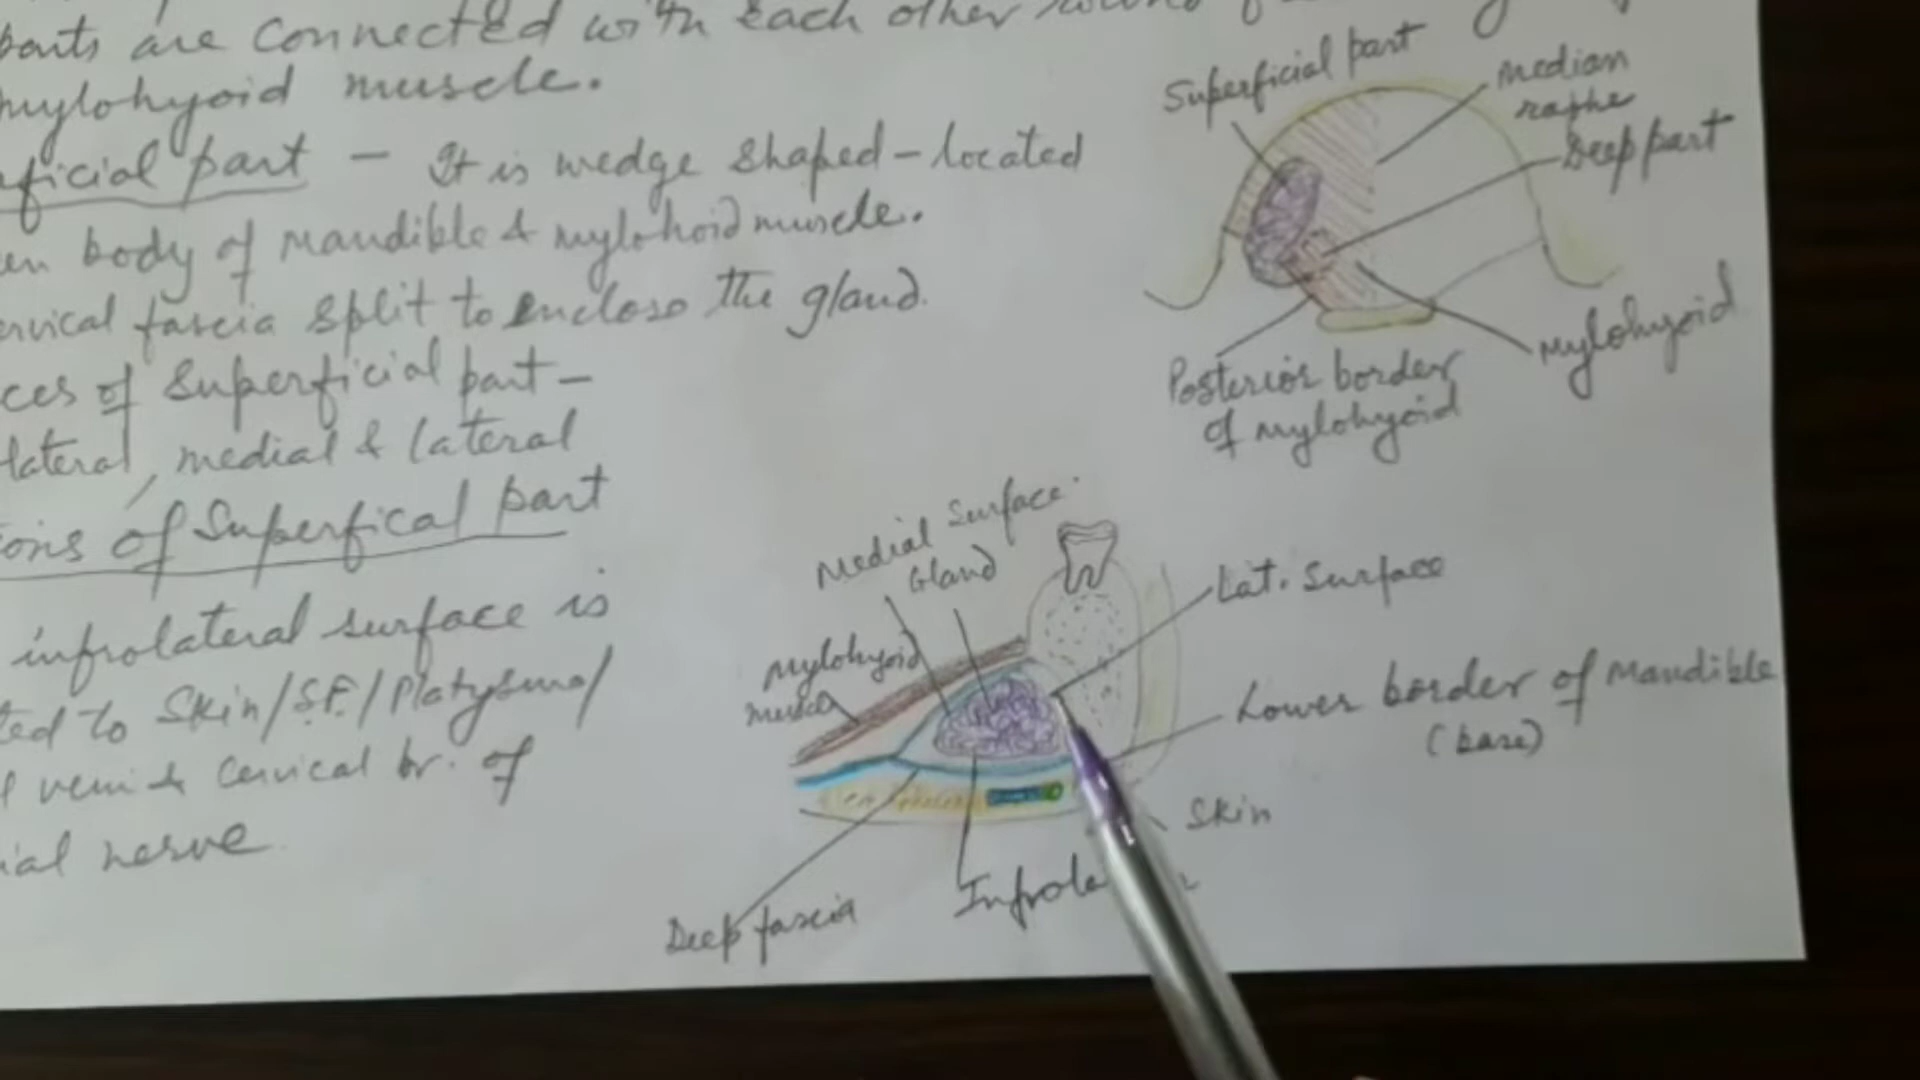 parts are connected with each other
mylohyoid muscle.
ficial part - It is wedge shaped - located
en body of Mandible & mylohoid muscle.
ervical fascia split to enclose the gland.
ces of Superficial part -
lateral, medial & lateral
ons of Superfical part
infrolateral surface is
ted to Skin/S.F./Platysma/
l vein & Cervical br. of
ial nerve
Superficial part
Median
raphe
Deep part
Mylohyoid
Posterior border
of mylohyoid
Medial Surface
Gland
Mylohyoid
muscle
Lat. Surface
Lower border of Mandible
(base)
Skin
Infrola
Deep fascia